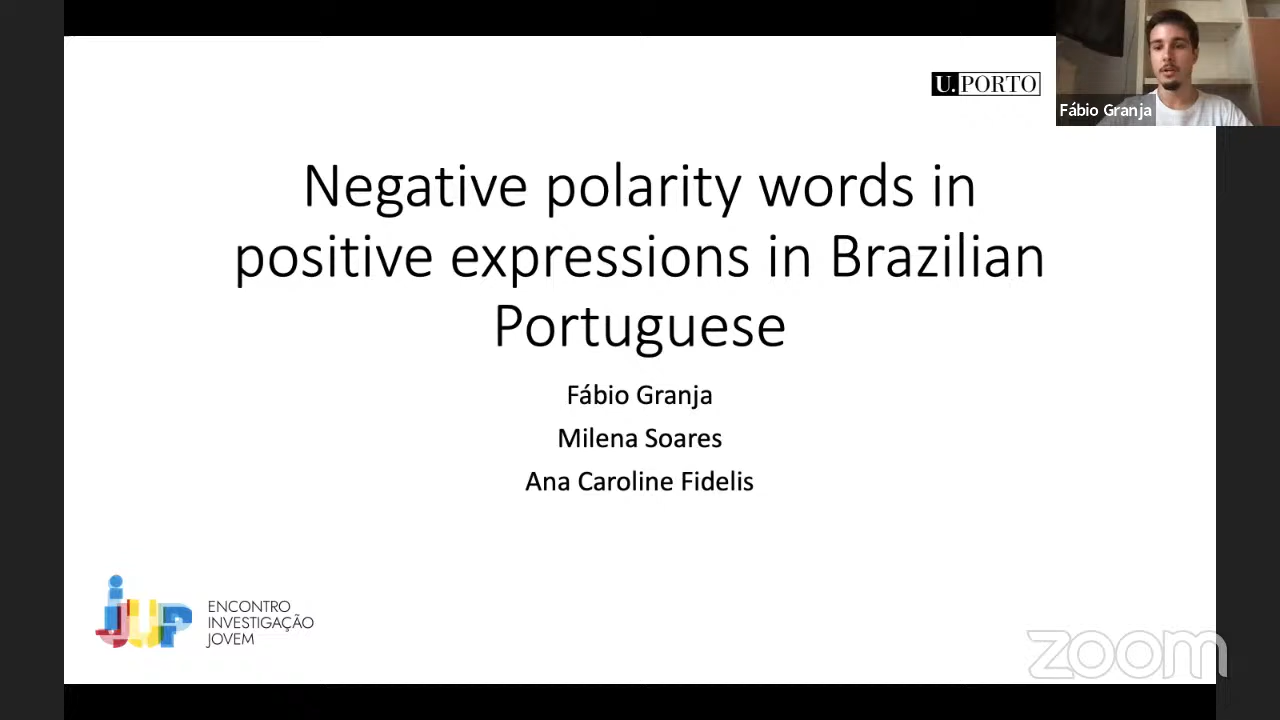 U.PORTO
Fábio Granja
Negative polarity words in
positive expressions in Brazilian
Portuguese
Fábio Granja
Milena Soares
Ana Caroline Fidelis
iJUP
ENCONTRO
INVESTIGAÇÃO
JOVEM
zoom